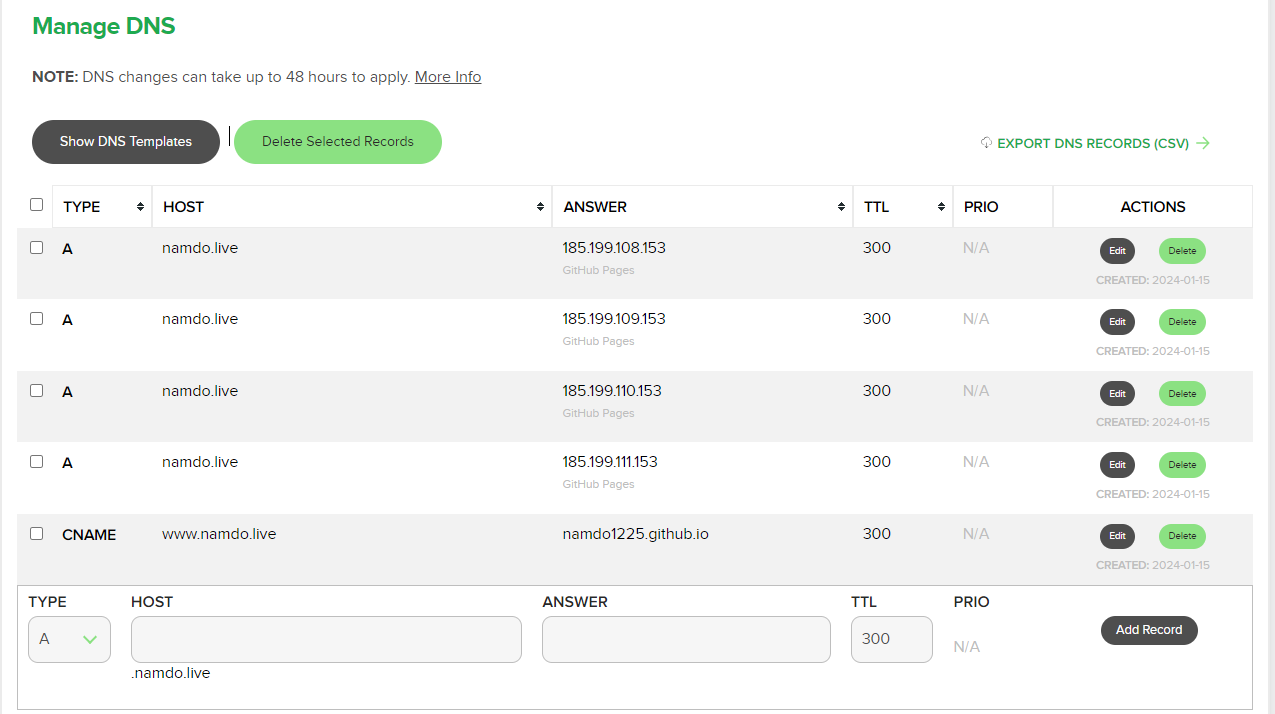 Manage DNS
NOTE: DNS changes can take up to 48 hours to apply. More Info
Show DNS Templates Delete Selected Records EXPORT DNS RECORDS (CSV)
TYPE HOST ANSWER TTL PRIO ACTIONS
A namdo.live 185.199.108.153 300 N/A Edit Delete
GitHub Pages CREATED: 2024-01-15
A namdo.live 185.199.109.153 300 N/A Edit Delete
GitHub Pages CREATED: 2024-01-15
A namdo.live 185.199.110.153 300 N/A Edit Delete
GitHub Pages CREATED: 2024-01-15
A namdo.live 185.199.111.153 300 N/A Edit Delete
GitHub Pages CREATED: 2024-01-15
CNAME www.namdo.live namdo1225.github.io 300 N/A Edit Delete
CREATED: 2024-01-15
TYPE HOST ANSWER TTL PRIO
A 300 N/A Add Record
.namdo.live